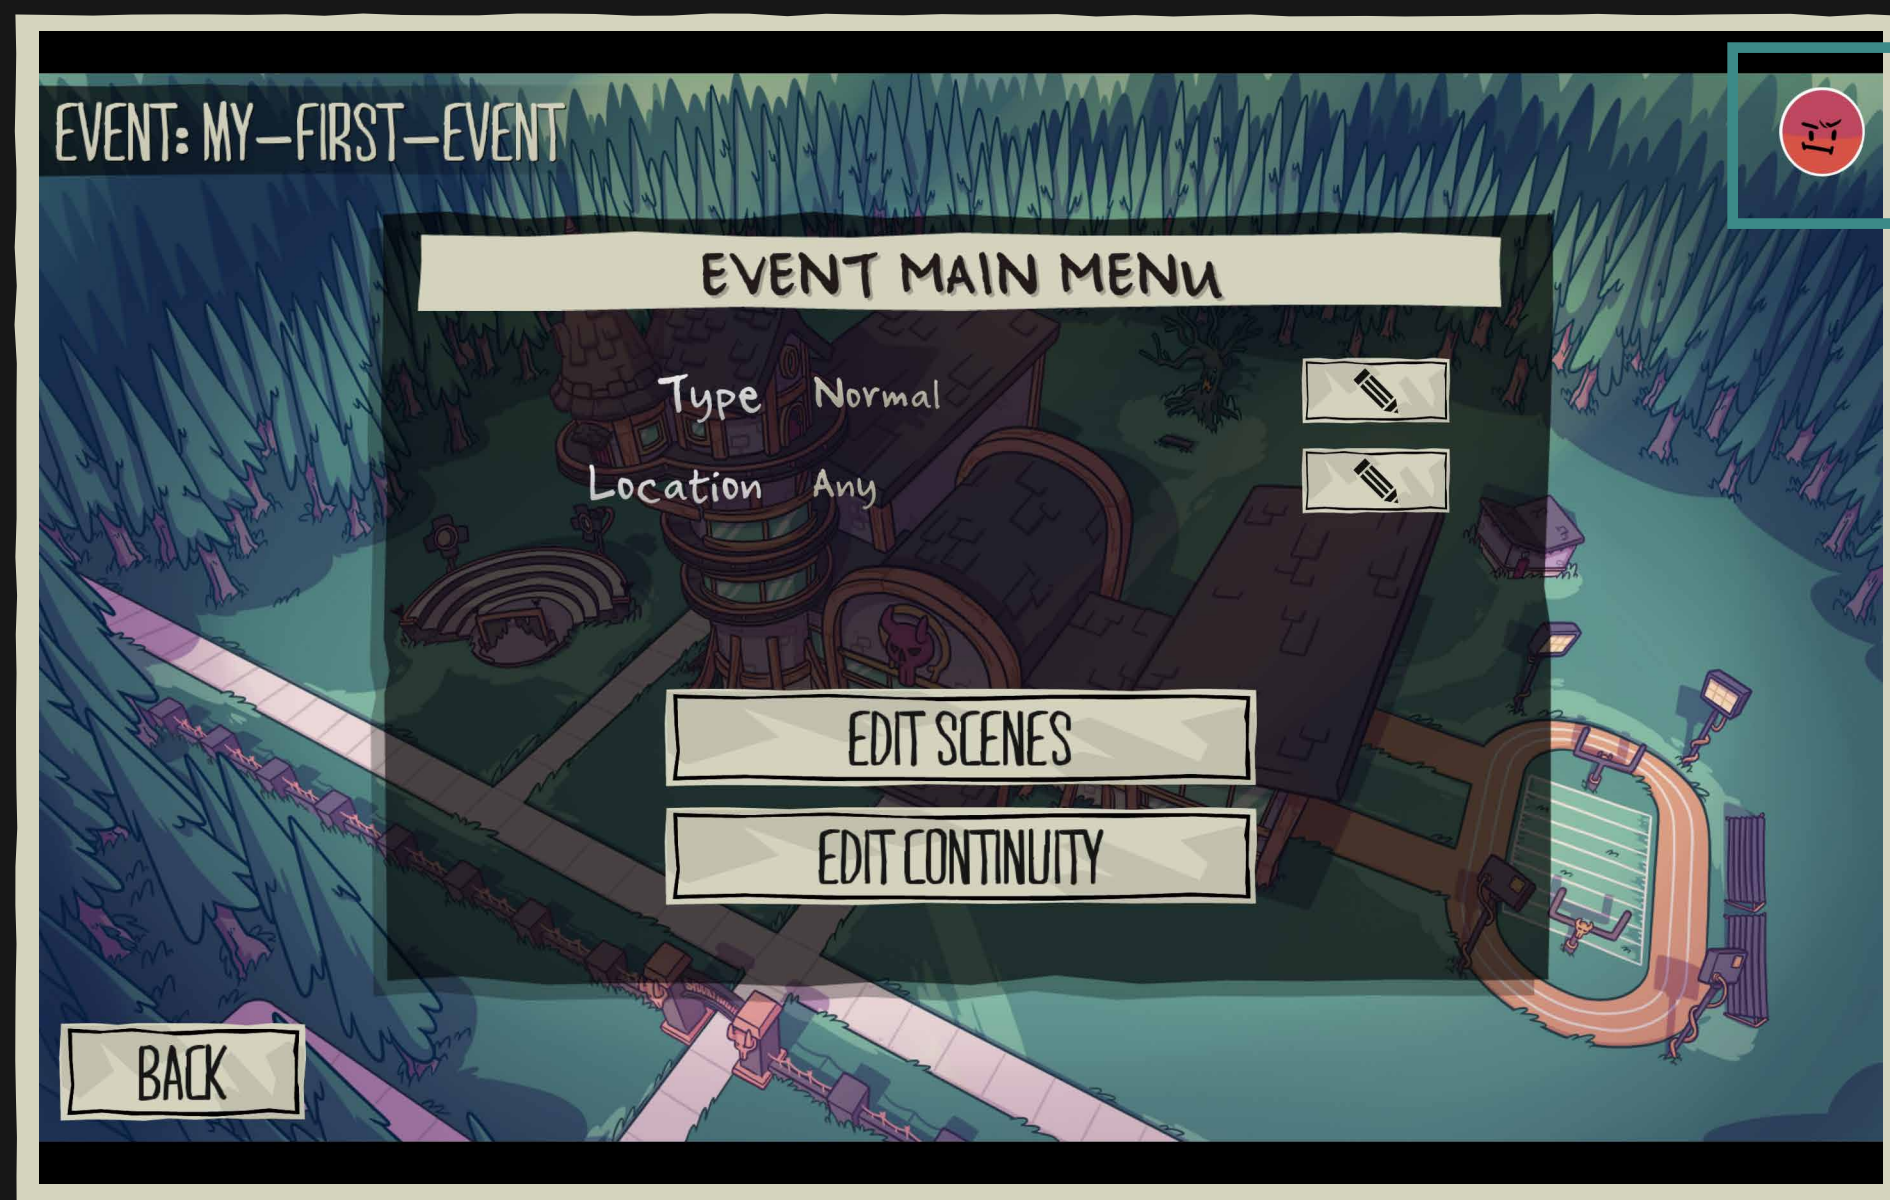 EVENT: MY-FIRST-EVENT
EVENT MAIN MENU
Type Normal
Location Any
EDIT SCENES
EDIT CONTINUITY
BACK